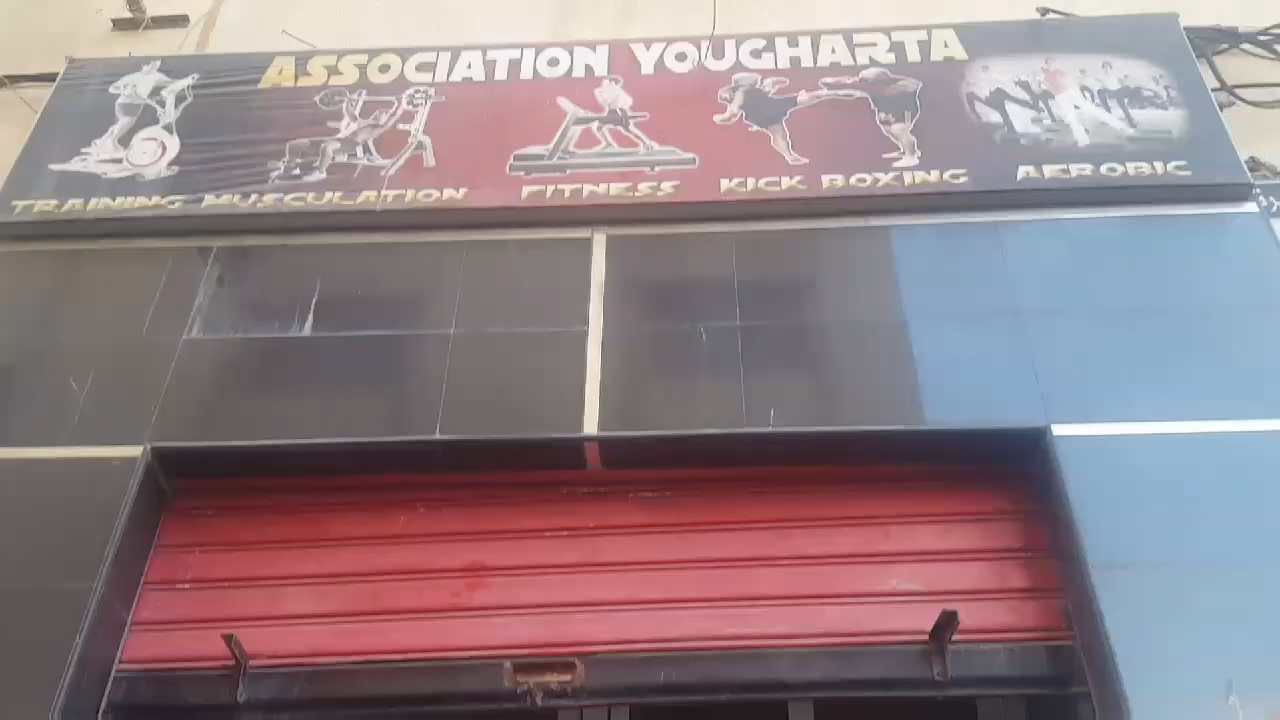 ASSOCIATION YOUGHARTA
TRAINING MUSCULATION FITNESS KICK BOXING AEROBIC